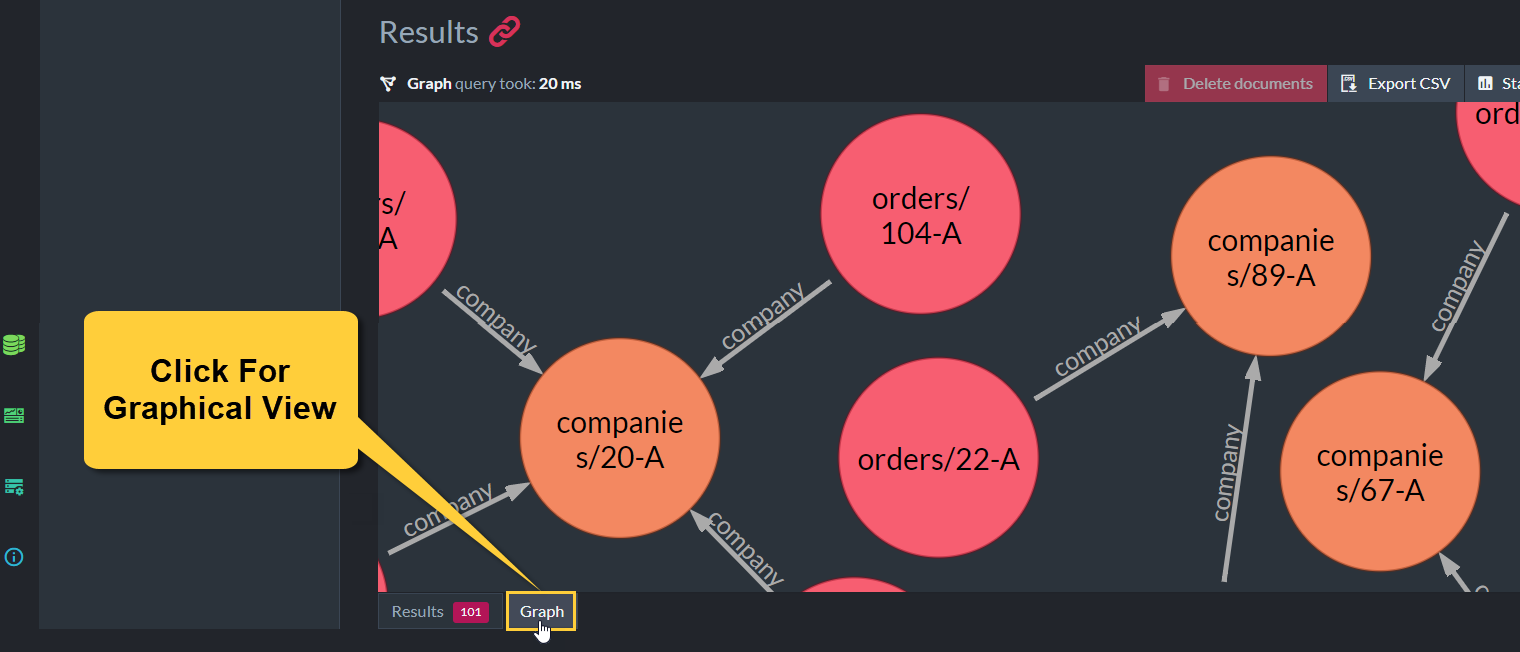 Results
Graph query took: 20 ms
Delete documents
Export CSV
Sta
ord
s/
A
orders/
104-A
companie
s/89-A
company
company
company
company
Click For
Graphical View
companie
s/20-A
orders/22-A
companie
s/67-A
company
company
company
Results 101
Graph